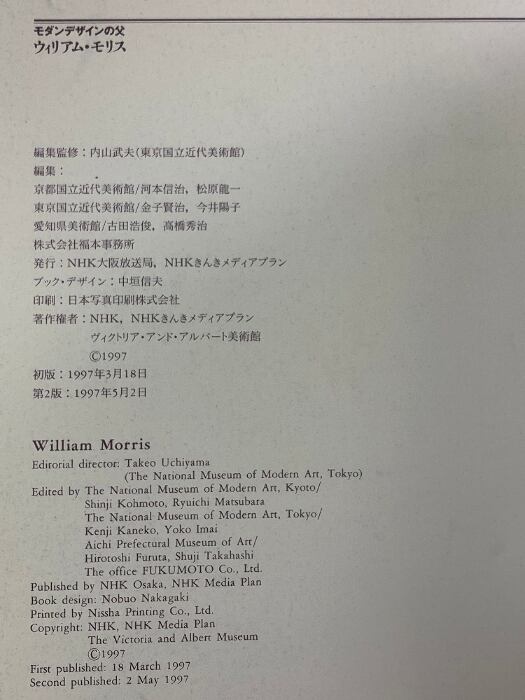 モダンデザインの父
ウィリアム・モリス
編集監修：内山武夫(東京国立近代美術館)
編集：
京都国立近代美術館/河本信治, 松原龍一
東京国立近代美術館/金子賢治, 今井陽子
愛知県美術館/古田浩俊, 高橋秀治
株式会社福本事務所
発行：NHK大阪放送局, NHKきんきメディアプラン
ブック・デザイン：中垣信夫
印刷：日本写真印刷株式会社
著作権者：NHK, NHKきんきメディアプラン
ヴィクトリア・アンド・アルバート美術館
©1997
初版：1997年3月18日
第2版：1997年5月2日
William Morris
Editorial director: Takeo Uchiyama
(The National Museum of Modern Art, Tokyo)
Edited by The National Museum of Modern Art, Kyoto/
Shinji Kohmoto, Ryuichi Matsubara
The National Museum of Modern Art, Tokyo/
Kenji Kaneko, Yoko Imai
Aichi Prefectural Museum of Art/
Hirotoshi Furuta, Shuji Takahashi
The office FUKUMOTO Co., Ltd.
Published by NHK Osaka, NHK Media Plan
Book design: Nobuo Nakagaki
Printed by Nissha Printing Co., Ltd.
Copyright: NHK, NHK Media Plan
The Victoria and Albert Museum
©1997
First published: 18 March 1997
Second published: 2 May 1997